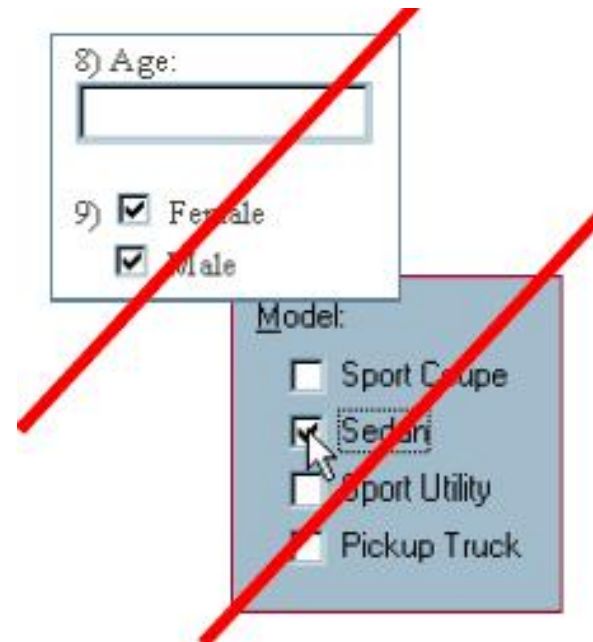 8) Age:
9) Female
Male
Model:
Sport Coupe
Sedan
Sport Utility
Pickup Truck